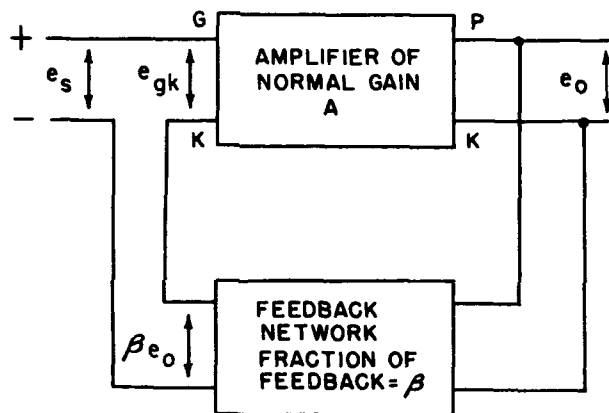 G
P
+
e_s
e_gk
AMPLIFIER OF
NORMAL GAIN
A
e_o
−
K
K
βe_o
FEEDBACK
NETWORK
FRACTION OF
FEEDBACK = β